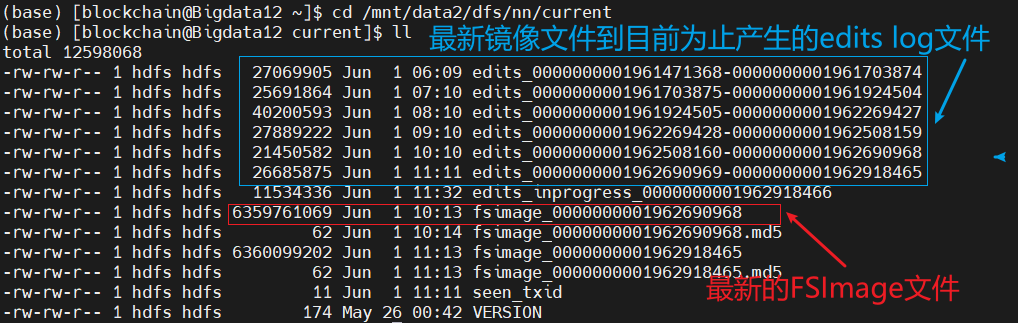 (base) [blockchain@Bigdata12 ~]$ cd /mnt/data2/dfs/nn/current
(base) [blockchain@Bigdata12 current]$ ll
最新镜像文件到目前为止产生的edits log文件
total 12598068
-rw-rw-r-- 1 hdfs hdfs   27069905 Jun  1 06:09 edits_0000000001961471368-0000000001961703874
-rw-rw-r-- 1 hdfs hdfs   25691864 Jun  1 07:10 edits_0000000001961703875-0000000001961924504
-rw-rw-r-- 1 hdfs hdfs   40200593 Jun  1 08:10 edits_0000000001961924505-0000000001962269427
-rw-rw-r-- 1 hdfs hdfs   27889222 Jun  1 09:10 edits_0000000001962269428-0000000001962508159
-rw-rw-r-- 1 hdfs hdfs   21450582 Jun  1 10:10 edits_0000000001962508160-0000000001962690968
-rw-rw-r-- 1 hdfs hdfs   26685875 Jun  1 11:11 edits_0000000001962690969-0000000001962918465
-rw-rw-r-- 1 hdfs hdfs   11534336 Jun  1 11:32 edits_inprogress_0000000001962918466
-rw-rw-r-- 1 hdfs hdfs 6359761069 Jun  1 10:13 fsimage_0000000001962690968
-rw-rw-r-- 1 hdfs hdfs         62 Jun  1 10:14 fsimage_0000000001962690968.md5
-rw-rw-r-- 1 hdfs hdfs 6360099202 Jun  1 11:13 fsimage_0000000001962918465
-rw-rw-r-- 1 hdfs hdfs         62 Jun  1 11:13 fsimage_0000000001962918465.md5
最新的FSImage文件
-rw-rw-r-- 1 hdfs hdfs         11 Jun  1 11:11 seen_txid
-rw-rw-r-- 1 hdfs hdfs        174 May 26 00:42 VERSION